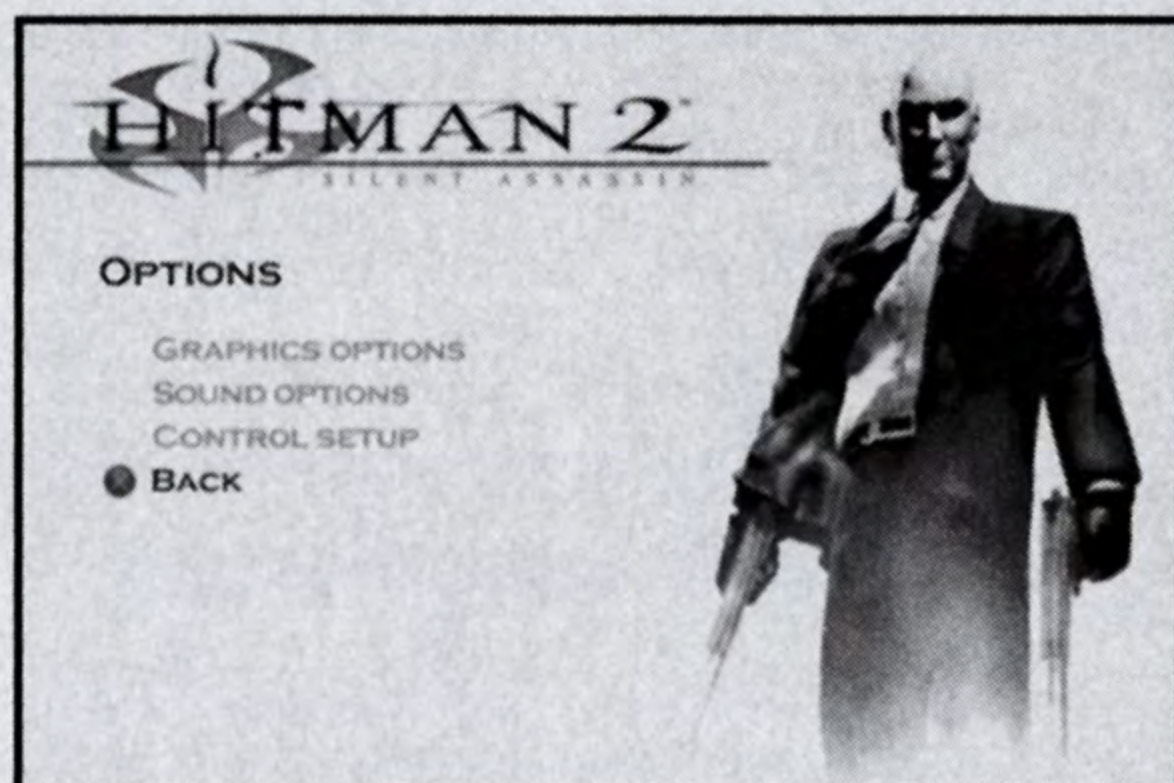 HITMAN 2
SILENT ASSASSIN
OPTIONS
GRAPHICS OPTIONS
SOUND OPTIONS
CONTROL SETUP
BACK